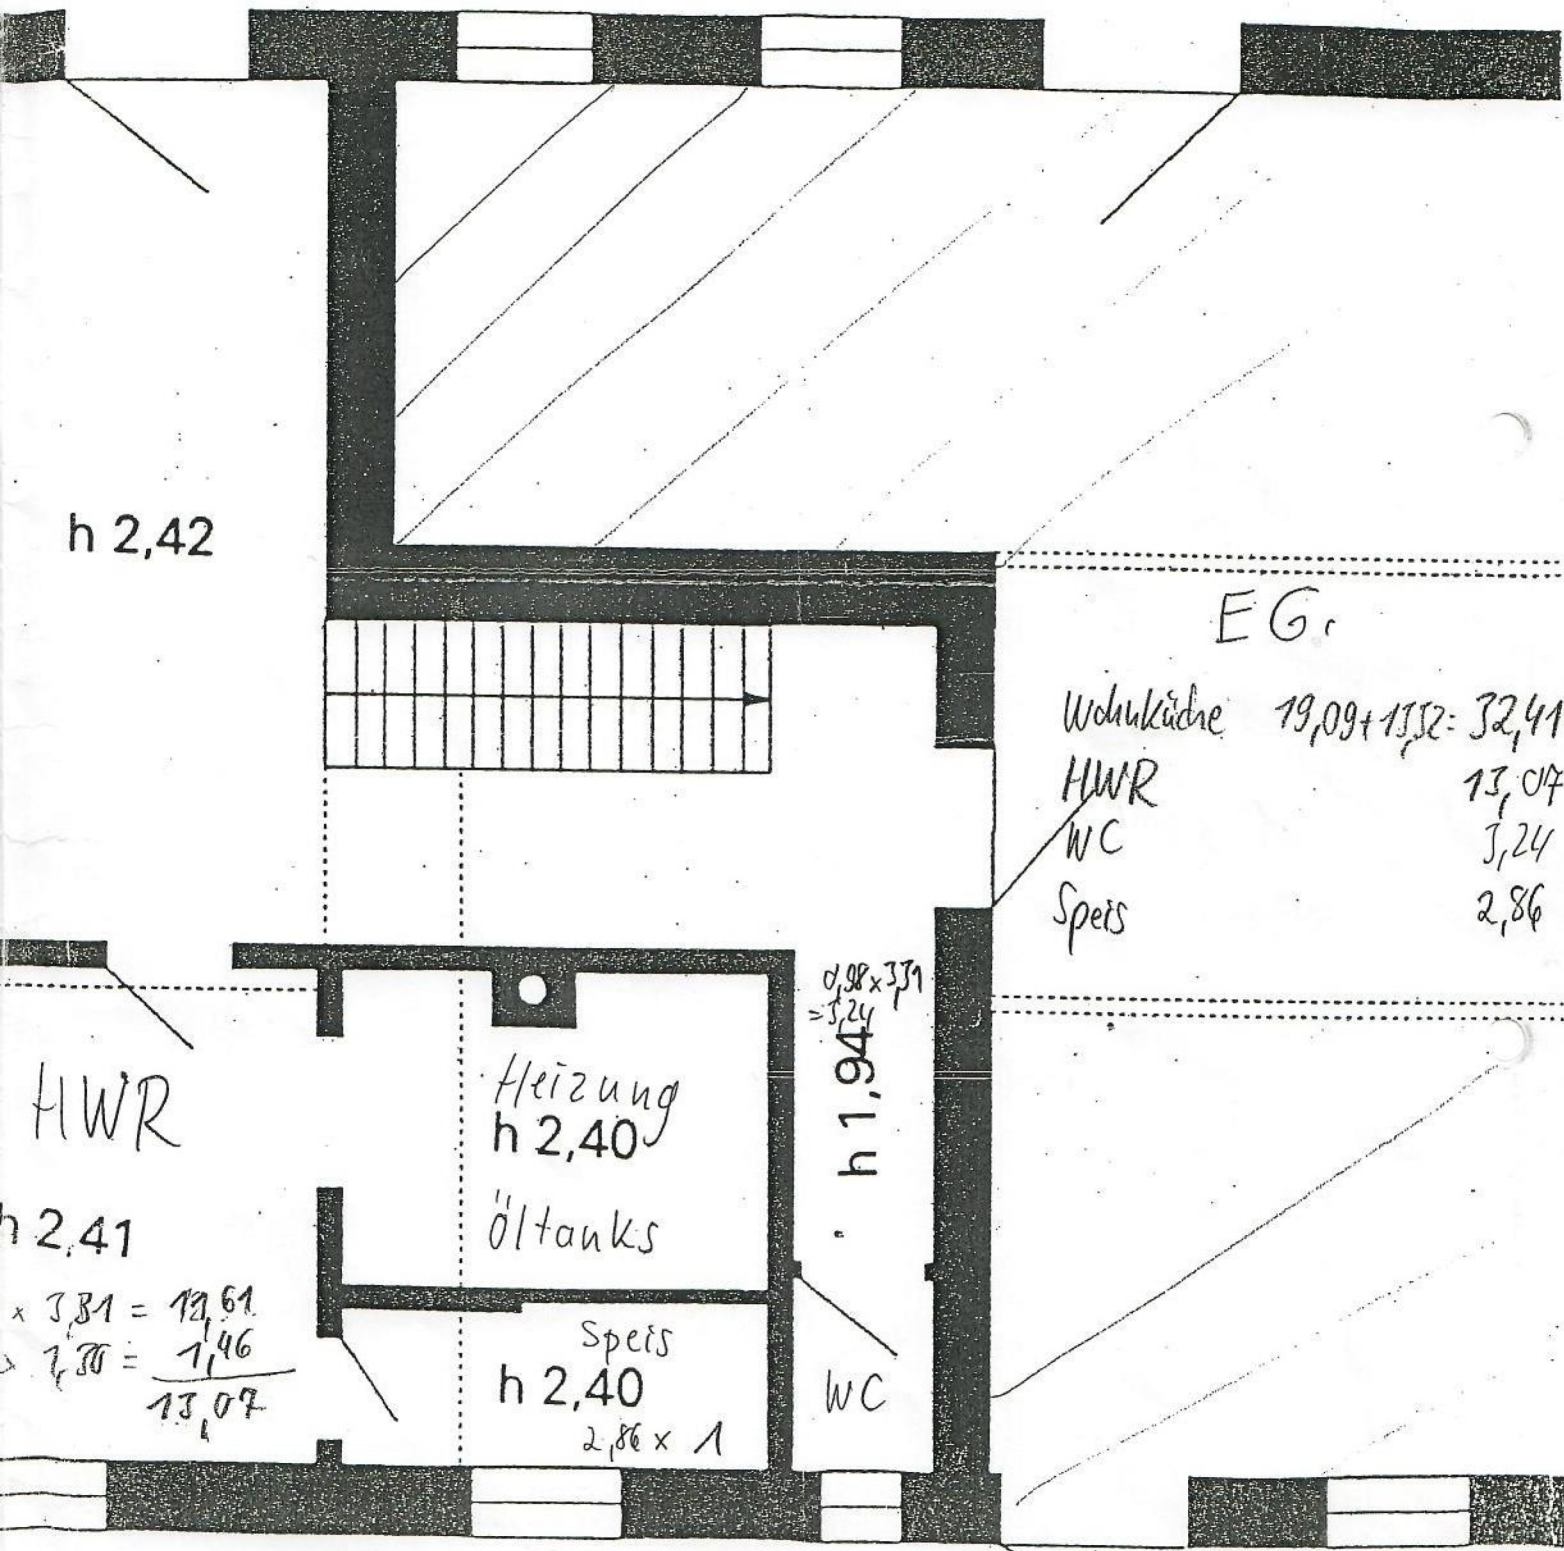 h 2,42
EG.
Wohnküche 19,09+13,32= 32,41
HWR 13,07
WC 3,24
Speis 2,86
0,98 x 3,31
= 3,24
h 1,94
Heizung
h 2,40
Öltanks
HWR
h 2,41
x 3,31 = 12,61
= 1,46
13,07
Speis
h 2,40
2,86 x 1
WC